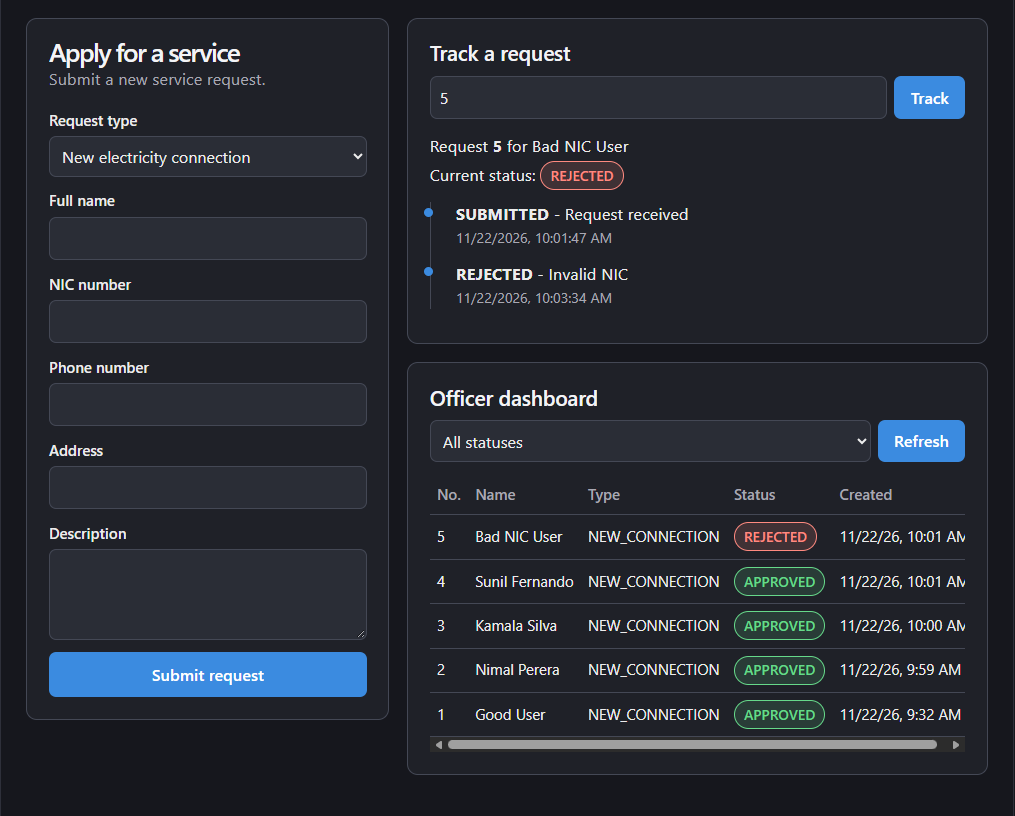 Apply for a service
Submit a new service request.
Request type
New electricity connection
Full name
NIC number
Phone number
Address
Description
Submit request
Track a request
5
Track
Request 5 for Bad NIC User
Current status: REJECTED
SUBMITTED - Request received
11/22/2026, 10:01:47 AM
REJECTED - Invalid NIC
11/22/2026, 10:03:34 AM
Officer dashboard
All statuses
Refresh
No. Name Type Status Created
5 Bad NIC User NEW_CONNECTION REJECTED 11/22/26, 10:01 AM
4 Sunil Fernando NEW_CONNECTION APPROVED 11/22/26, 10:01 AM
3 Kamala Silva NEW_CONNECTION APPROVED 11/22/26, 10:00 AM
2 Nimal Perera NEW_CONNECTION APPROVED 11/22/26, 9:59 AM
1 Good User NEW_CONNECTION APPROVED 11/22/26, 9:32 AM